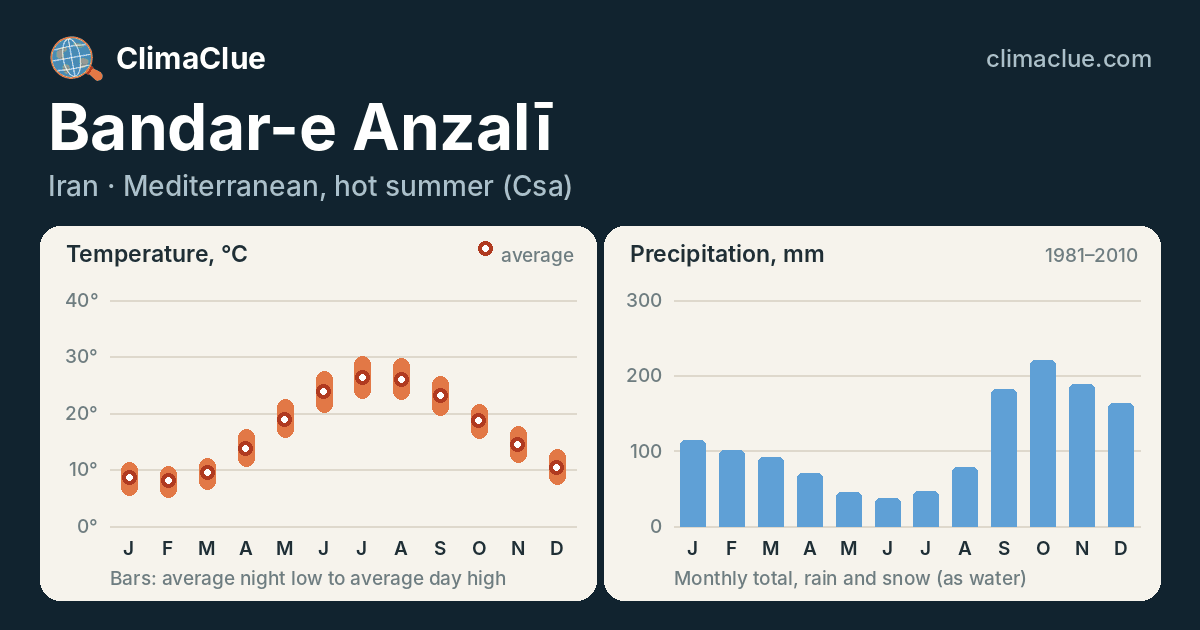 ClimaClue
climaclue.com
Bandar-e Anzalī
Iran · Mediterranean, hot summer (Csa)
Temperature, °C
average
40°
30°
20°
10°
0°
J F M A M J J A S O N D
Bars: average night low to average day high
Precipitation, mm
1981–2010
300
200
100
0
J F M A M J J A S O N D
Monthly total, rain and snow (as water)